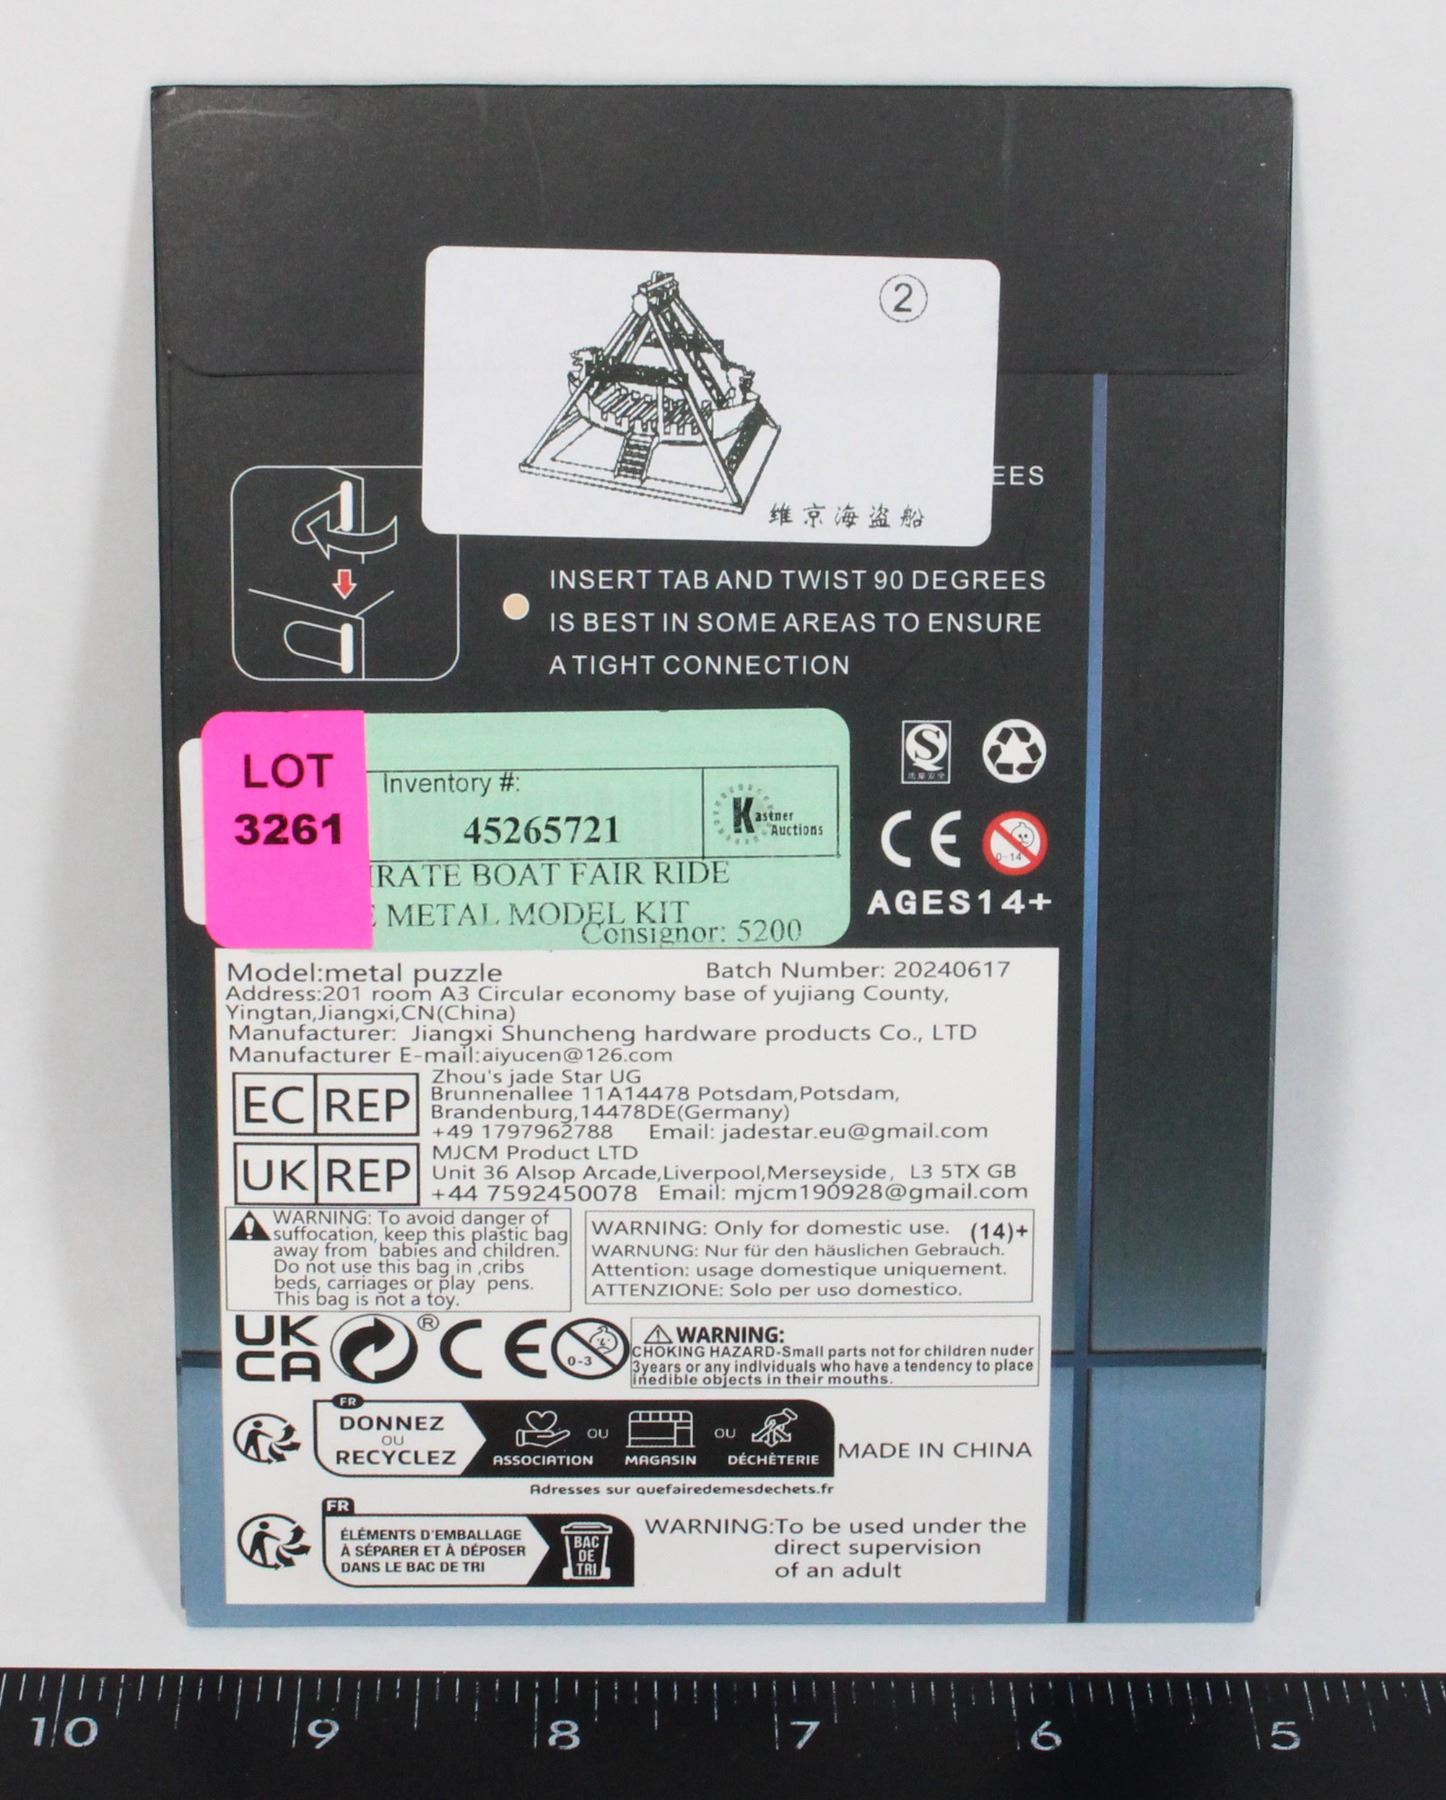 ②
维京海盗船
EES
INSERT TAB AND TWIST 90 DEGREES
IS BEST IN SOME AREAS TO ENSURE
A TIGHT CONNECTION
LOT
3261
Inventory #:
45265721
Kastner
Auctions
IRATE BOAT FAIR RIDE
E METAL MODEL KIT
Consignor: 5200
CE
0-14
AGES14+
Model:metal puzzle
Batch Number: 20240617
Address:201 room A3 Circular economy base of yujiang County,
Yingtan,Jiangxi,CN(China)
Manufacturer: Jiangxi Shuncheng hardware products Co., LTD
Manufacturer E-mail:aiyucen@126.com
EC REP
Zhou's jade Star UG
Brunnenallee 11A14478 Potsdam,Potsdam,
Brandenburg,14478DE(Germany)
+49 1797962788 Email: jadestar.eu@gmail.com
UK REP
MJCM Product LTD
Unit 36 Alsop Arcade,Liverpool,Merseyside, L3 5TX GB
+44 7592450078 Email: mjcm190928@gmail.com
WARNING: To avoid danger of
suffocation, keep this plastic bag
away from babies and children.
Do not use this bag in ,cribs
beds, carriages or play pens.
This bag is not a toy.
WARNING: Only for domestic use. (14)+
WARNUNG: Nur für den häuslichen Gebrauch.
Attention: usage domestique uniquement.
ATTENZIONE: Solo per uso domestico.
UK
CA
®
CE
0-3
WARNING:
CHOKING HAZARD-Small parts not for children nuder
3years or any individuals who have a tendency to place
inedible objects in their mouths.
FR
DONNEZ
OU
RECYCLEZ
ASSOCIATION
OU
MAGASIN
OU
DÉCHÈTERIE
MADE IN CHINA
Adresses sur quefairedemesdechets.fr
FR
ÉLÉMENTS D'EMBALLAGE
À SÉPARER ET À DÉPOSER
DANS LE BAC DE TRI
BAC
DE
TRI
WARNING:To be used under the
direct supervision
of an adult
10 9 8 7 6 5